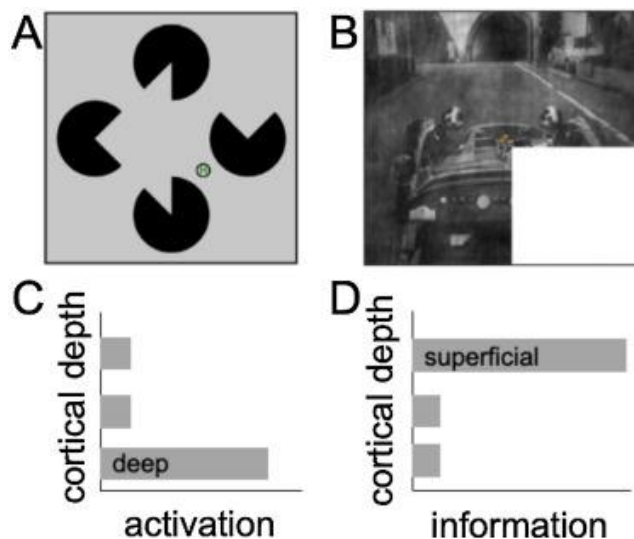 A
B
C
cortical depth
deep
activation
D
cortical depth
superficial
information